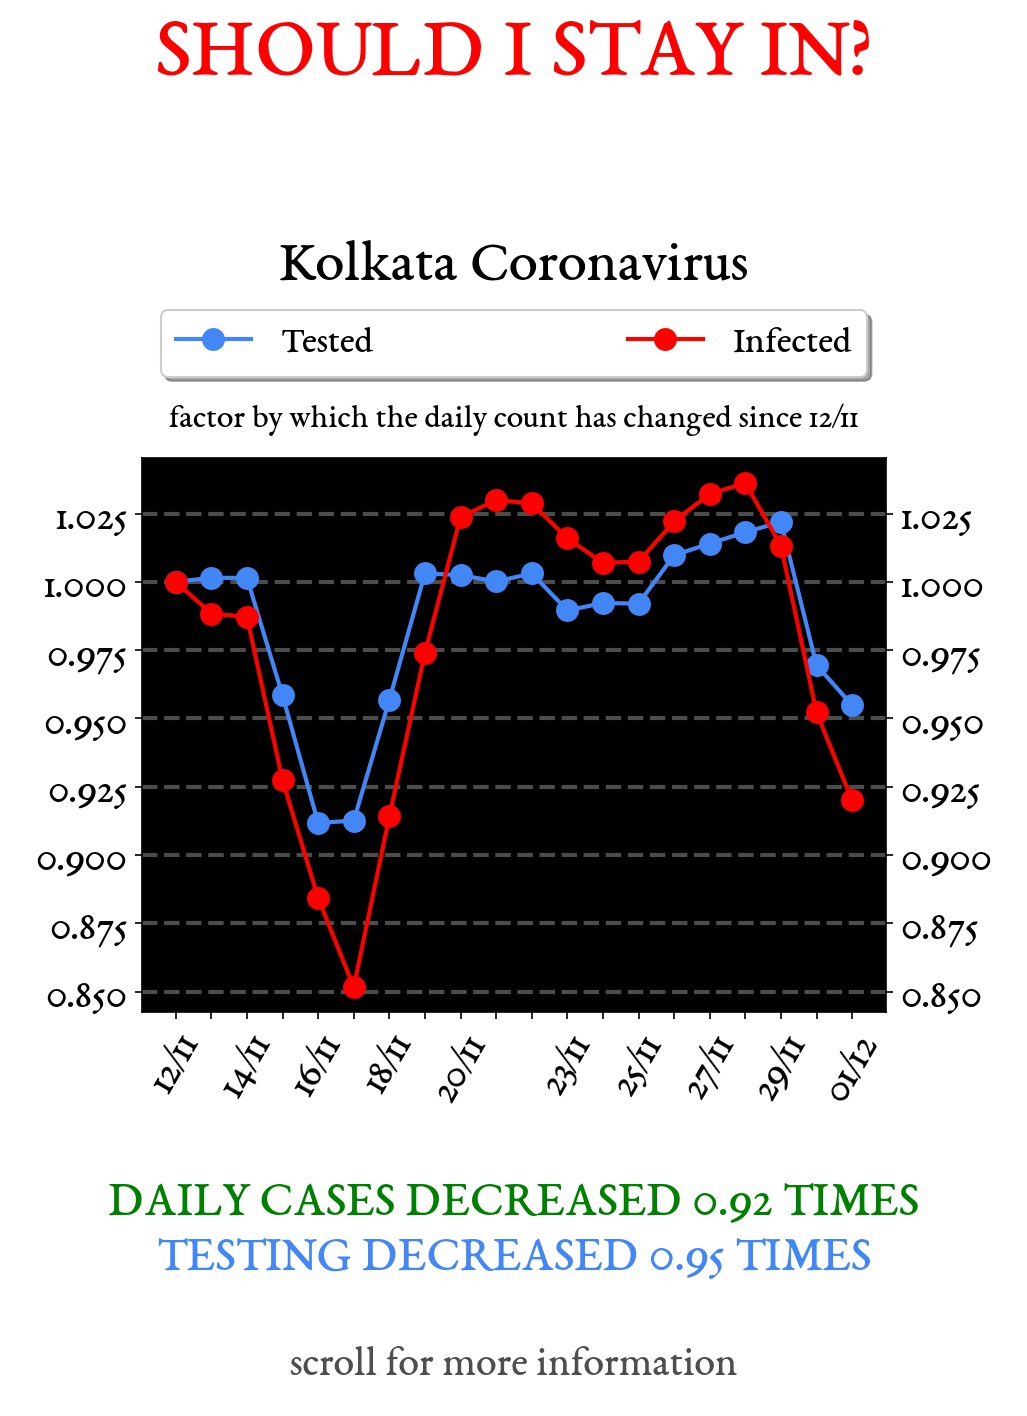 SHOULD I STAY IN?
Kolkata Coronavirus
Tested Infected
factor by which the daily count has changed since 12/11
1.025 1.025
1.000 1.000
0.975 0.975
0.950 0.950
0.925 0.925
0.900 0.900
0.875 0.875
0.850 0.850
12/11 14/11 16/11 18/11 20/11 23/11 25/11 27/11 29/11 01/12
DAILY CASES DECREASED 0.92 TIMES
TESTING DECREASED 0.95 TIMES
scroll for more information